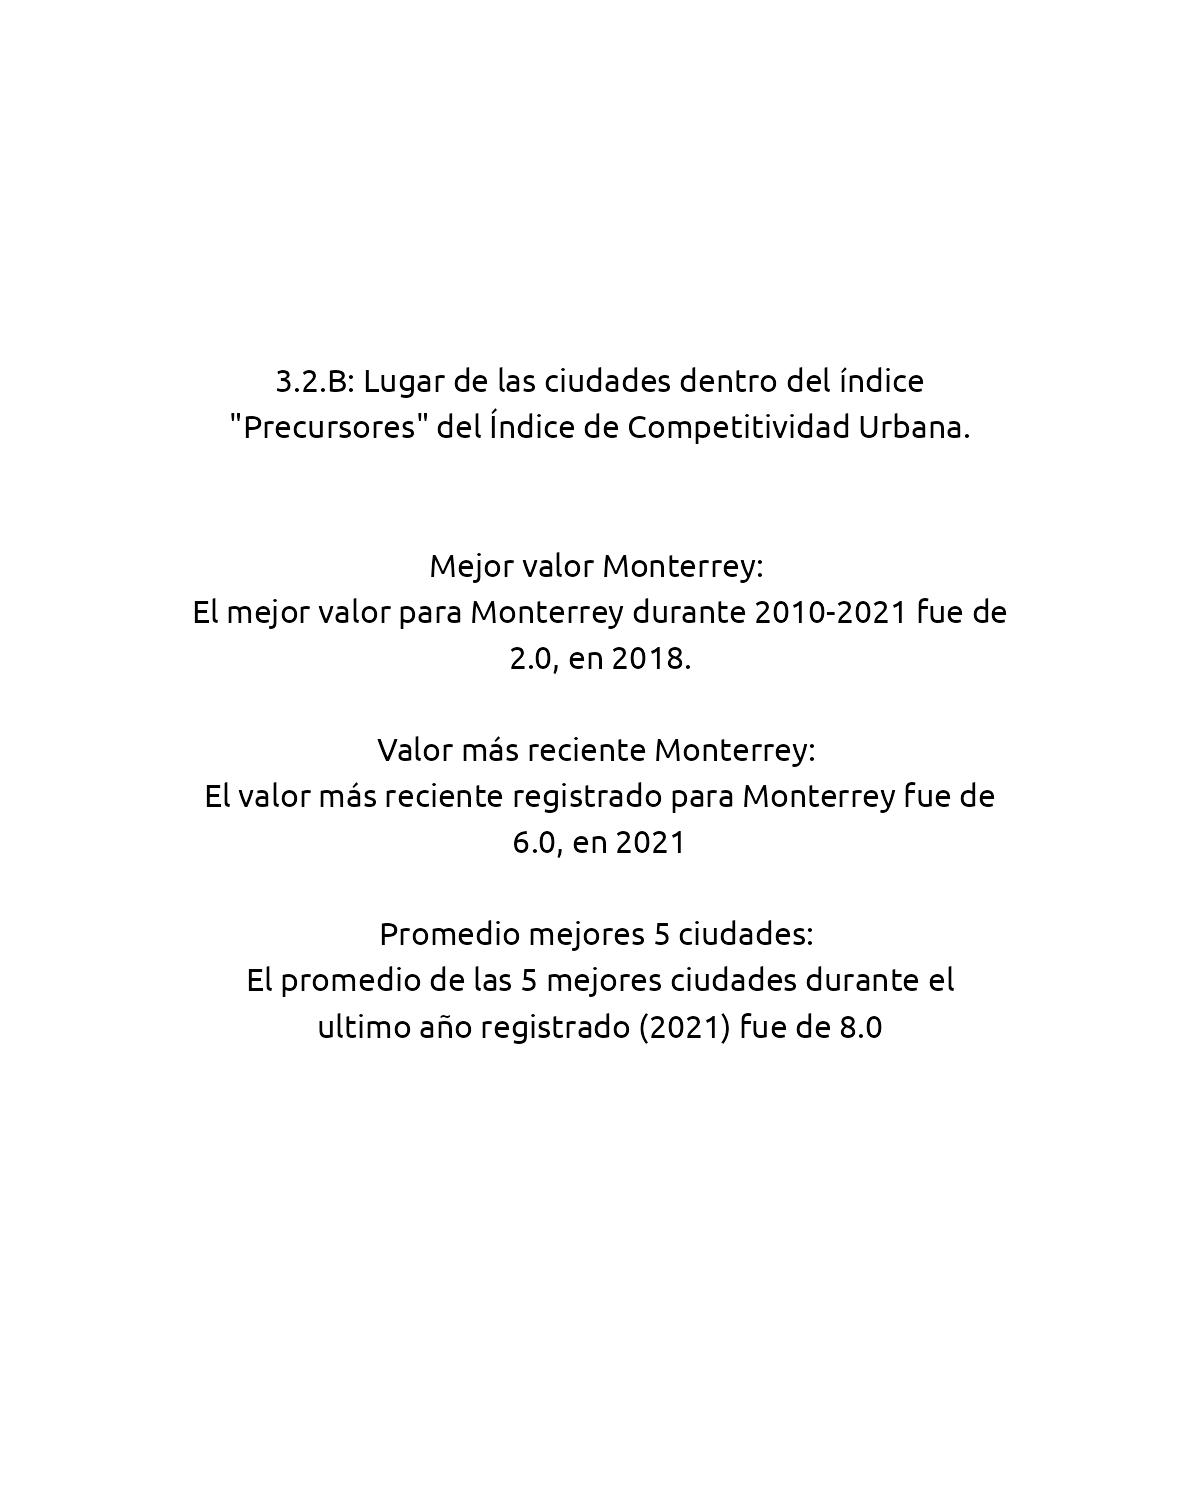 3.2.B: Lugar de las ciudades dentro del índice
"Precursores" del Índice de Competitividad Urbana.
Mejor valor Monterrey:
El mejor valor para Monterrey durante 2010-2021 fue de
2.0, en 2018.
Valor más reciente Monterrey:
El valor más reciente registrado para Monterrey fue de
6.0, en 2021
Promedio mejores 5 ciudades:
El promedio de las 5 mejores ciudades durante el
ultimo año registrado (2021) fue de 8.0